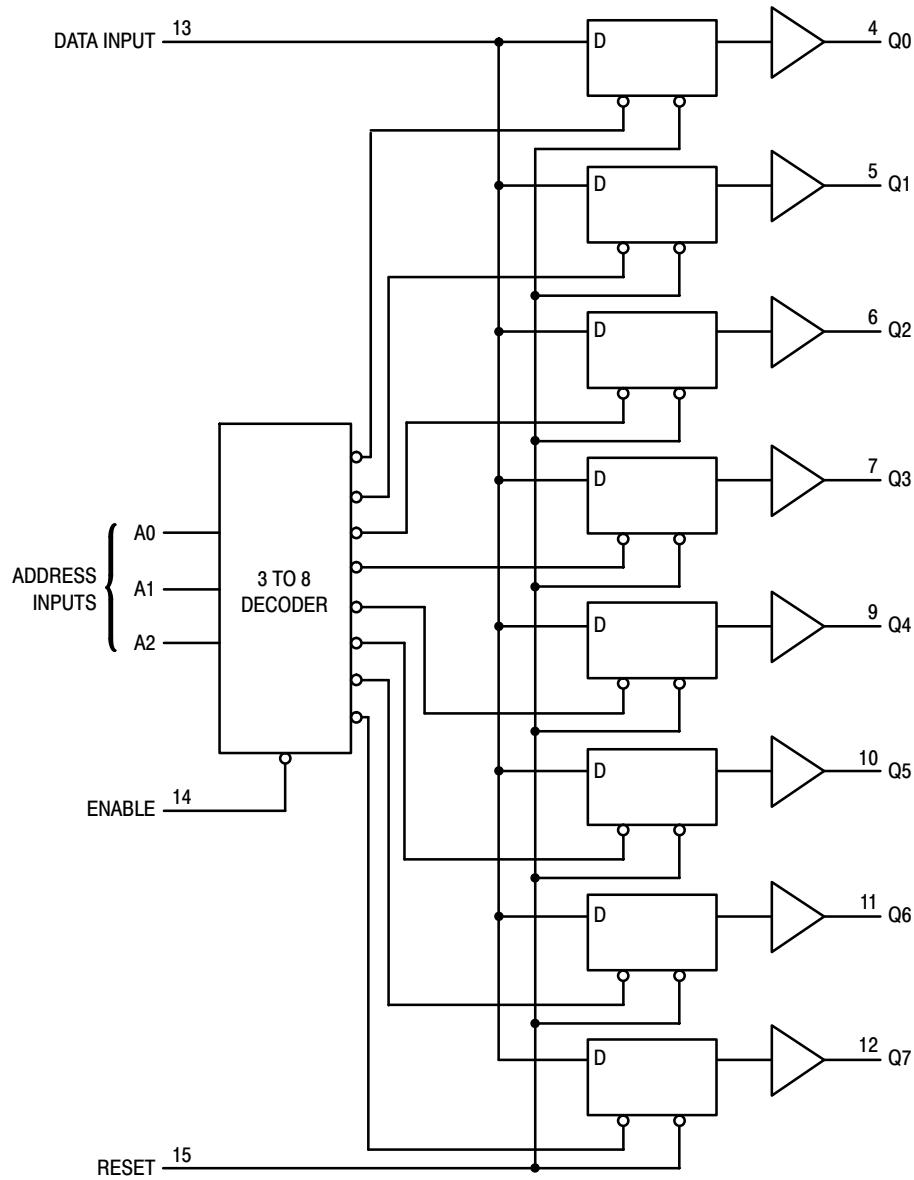 DATA INPUT 13
D
4 Q0
D
5 Q1
D
6 Q2
D
7 Q3
ADDRESS
INPUTS
A0
A1
A2
3 TO 8
DECODER
D
9 Q4
ENABLE 14
D
10 Q5
D
11 Q6
D
12 Q7
RESET 15